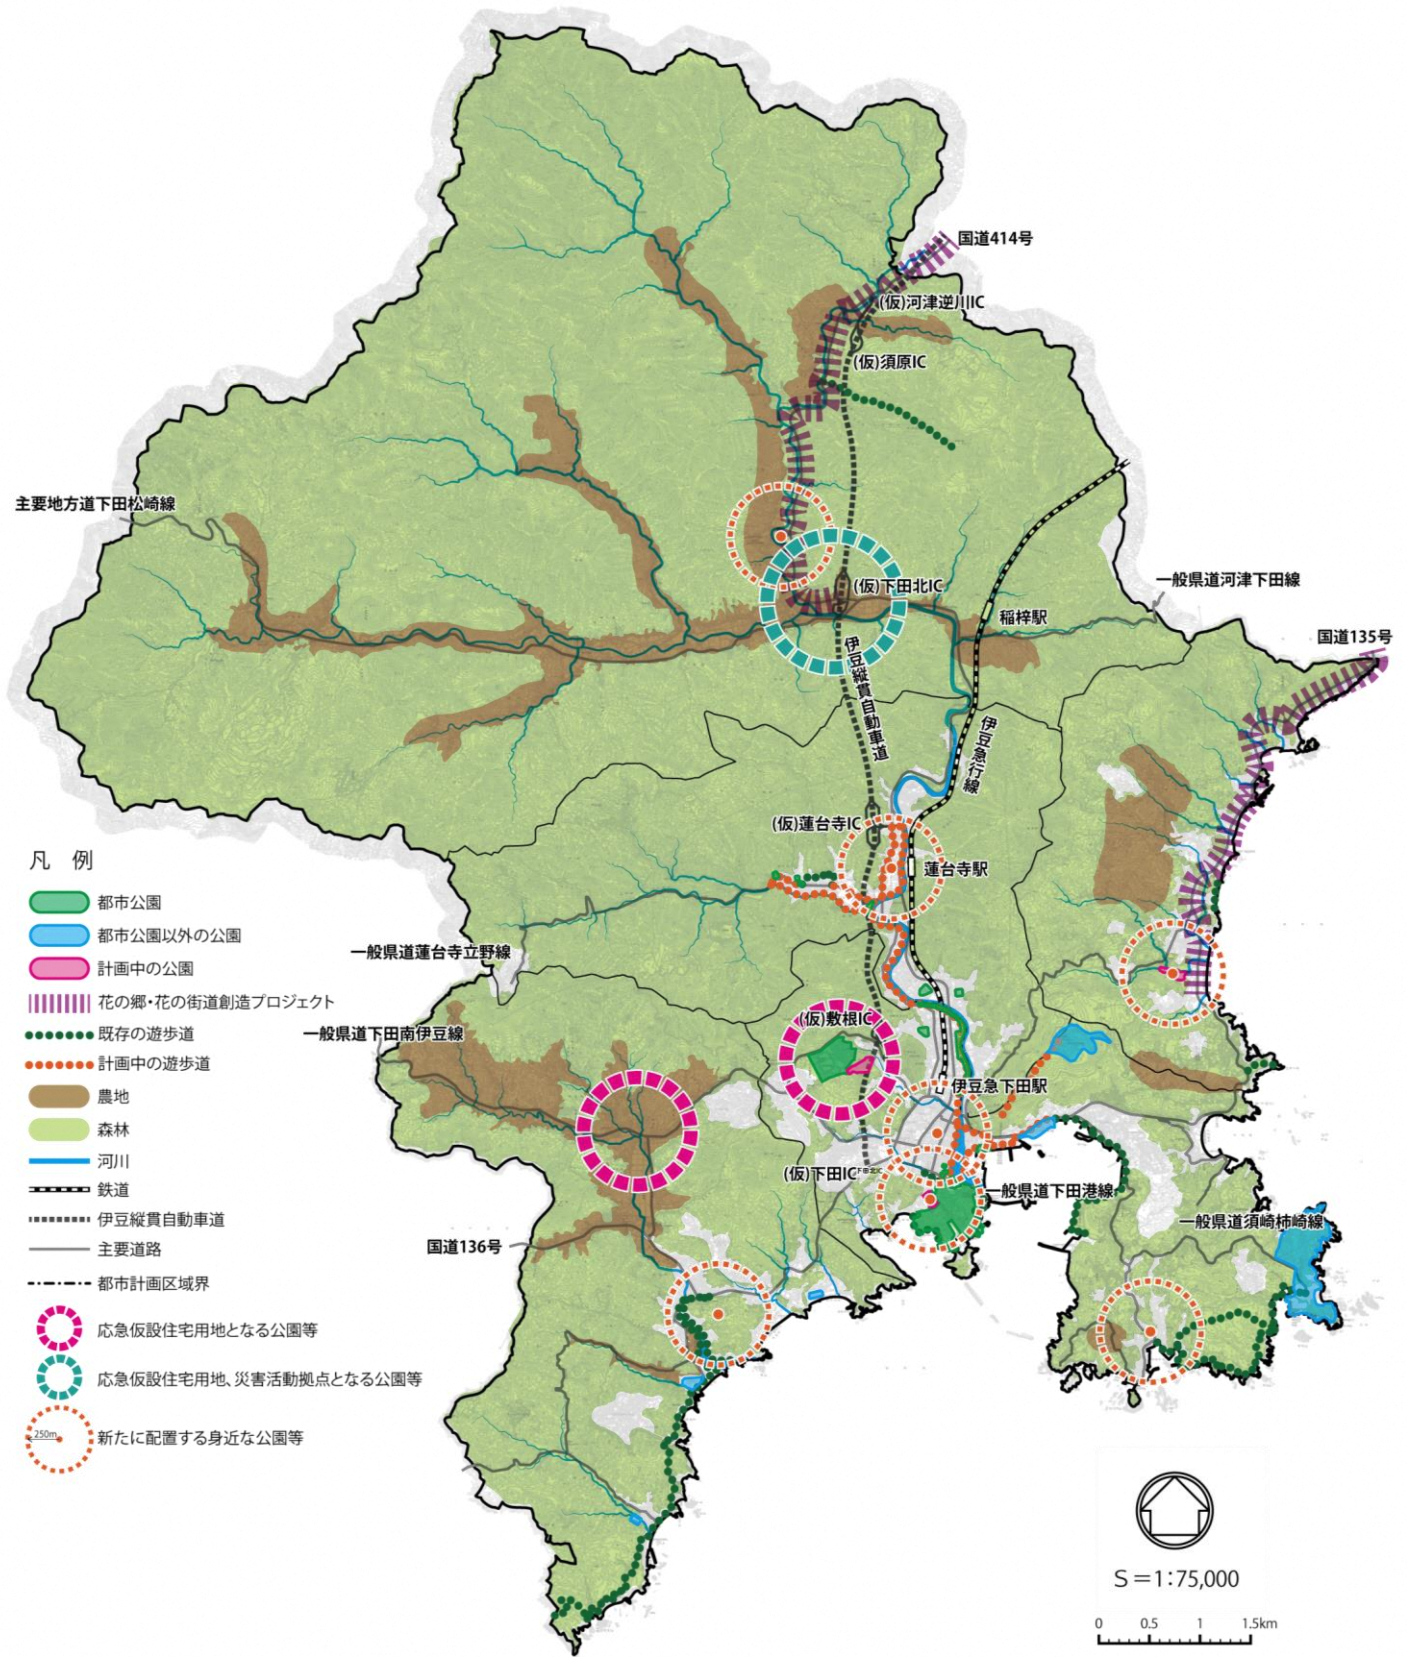 国道414号
(仮)河津逆川IC
(仮)須原IC
主要地方道下田松崎線
(仮)下田北IC
一般県道河津下田線
稲梓駅
国道135号
伊豆縦貫自動車道
伊豆急行線
(仮)蓮台寺IC
蓮台寺駅
一般県道蓮台寺立野線
(仮)敷根IC
一般県道下田南伊豆線
伊豆急下田駅
(仮)下田IC
一般県道下田港線
一般県道須崎柿崎線
国道136号
凡 例
都市公園
都市公園以外の公園
計画中の公園
花の郷・花の街道創造プロジェクト
既存の遊歩道
計画中の遊歩道
農地
森林
河川
鉄道
伊豆縦貫自動車道
主要道路
都市計画区域界
応急仮設住宅用地となる公園等
応急仮設住宅用地、災害活動拠点となる公園等
250m
新たに配置する身近な公園等
S=1:75,000
0 0.5 1 1.5km